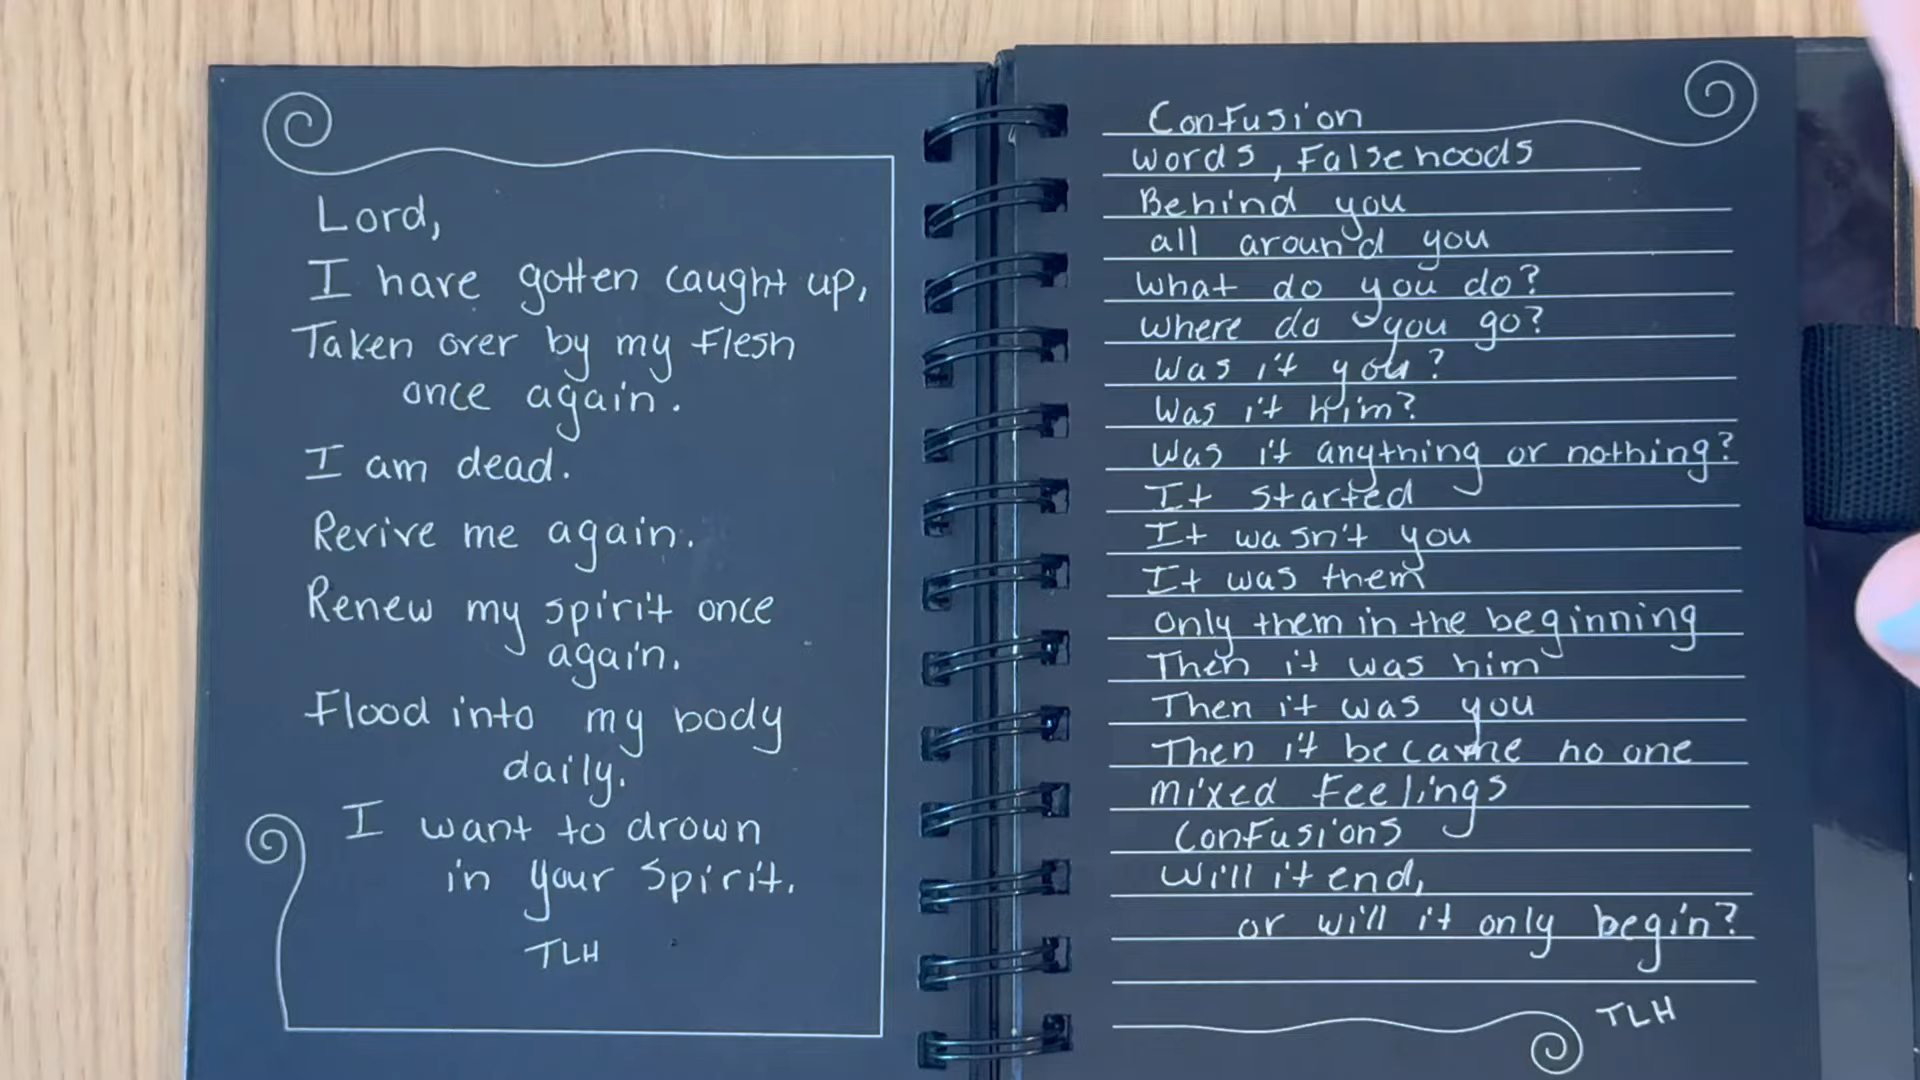 Lord,
I have gotten caught up,
Taken over by my flesh
once again.
I am dead.
Revive me again.
Renew my spirit once
again.
Flood into my body
daily.
I want to drown
in your spirit.
TLH
Confusion
words, Falsehoods
Behind you
all around you
What do you do?
where do you go?
Was it you?
Was it him?
Was it anything or nothing?
It started
It wasn't you
It was them
only them in the beginning
Then it was him
Then it was you
Then it became no one
mixed feelings
Confusions
Will it end,
or will it only begin?
TLH